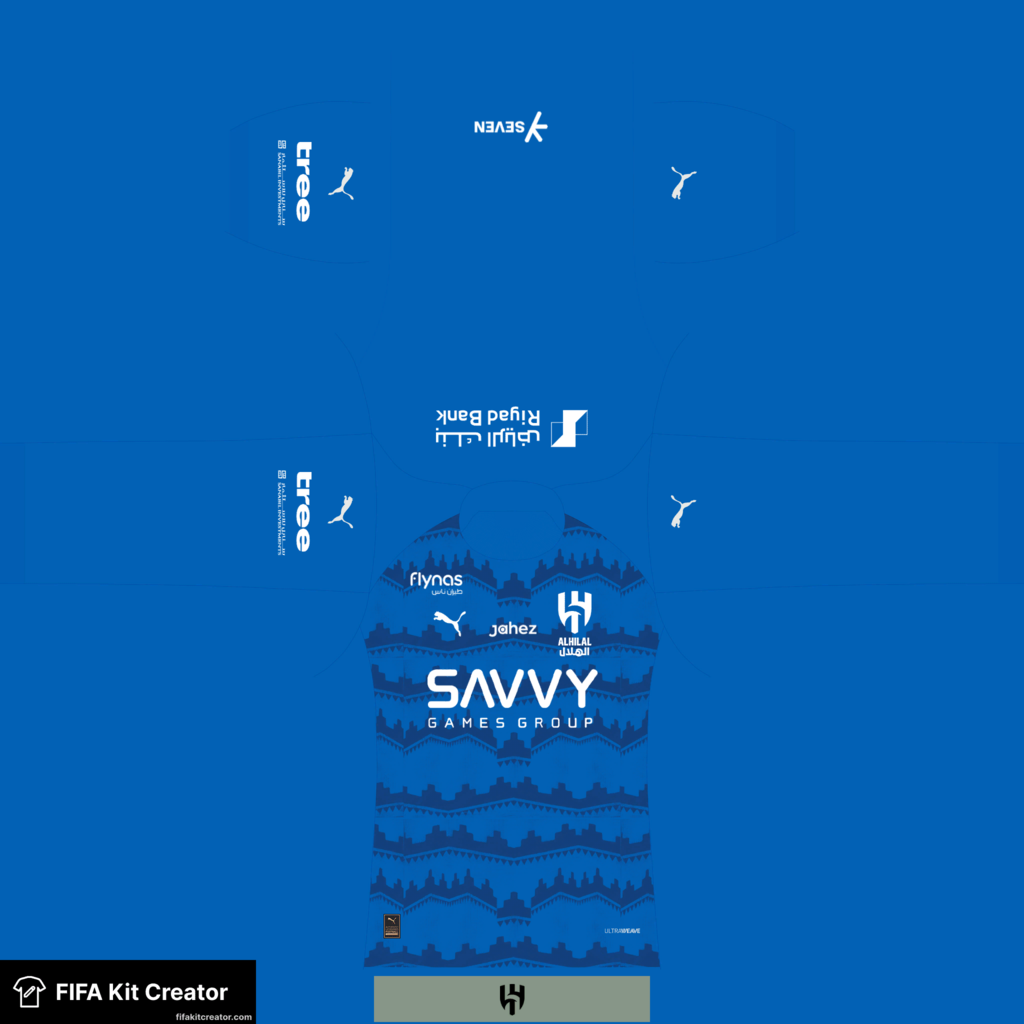 SEVEN
tree
tree
بنك الرياض
Riyad Bank
flynas
طيران ناس
jahez
ALHILAL
الهلال
SAVVY
GAMES GROUP
ULTRAWEAVE
FIFA Kit Creator
fifakitcreator.com